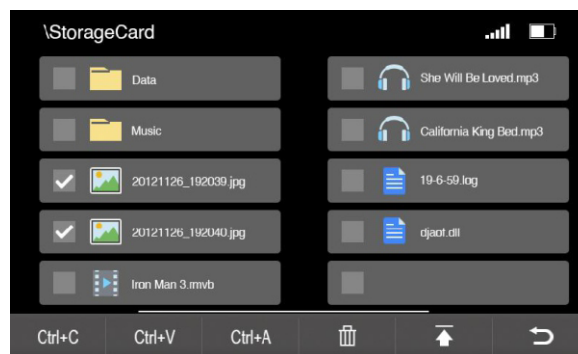 \StorageCard
Data
Music
20121126_192039.jpg
20121126_192040.jpg
Iron Man 3.rmvb
She Will Be Loved.mp3
California King Bed.mp3
19-6-59.log
djaot.dll
Ctrl+C
Ctrl+V
Ctrl+A